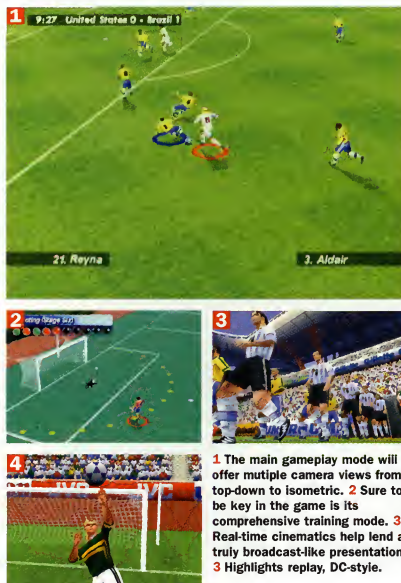 1
9:27 United States 0 - Brazil 1
21. Reyna
3. Aldair
2
(Stage Six)
3
4
JVC
1 The main gameplay mode will
offer mutiple camera views from
top-down to isometric. 2 Sure to
be key in the game is its
comprehensive training mode. 3
Real-time cinematics help lend a
truly broadcast-like presentation.
3 Highlights replay, DC-style.